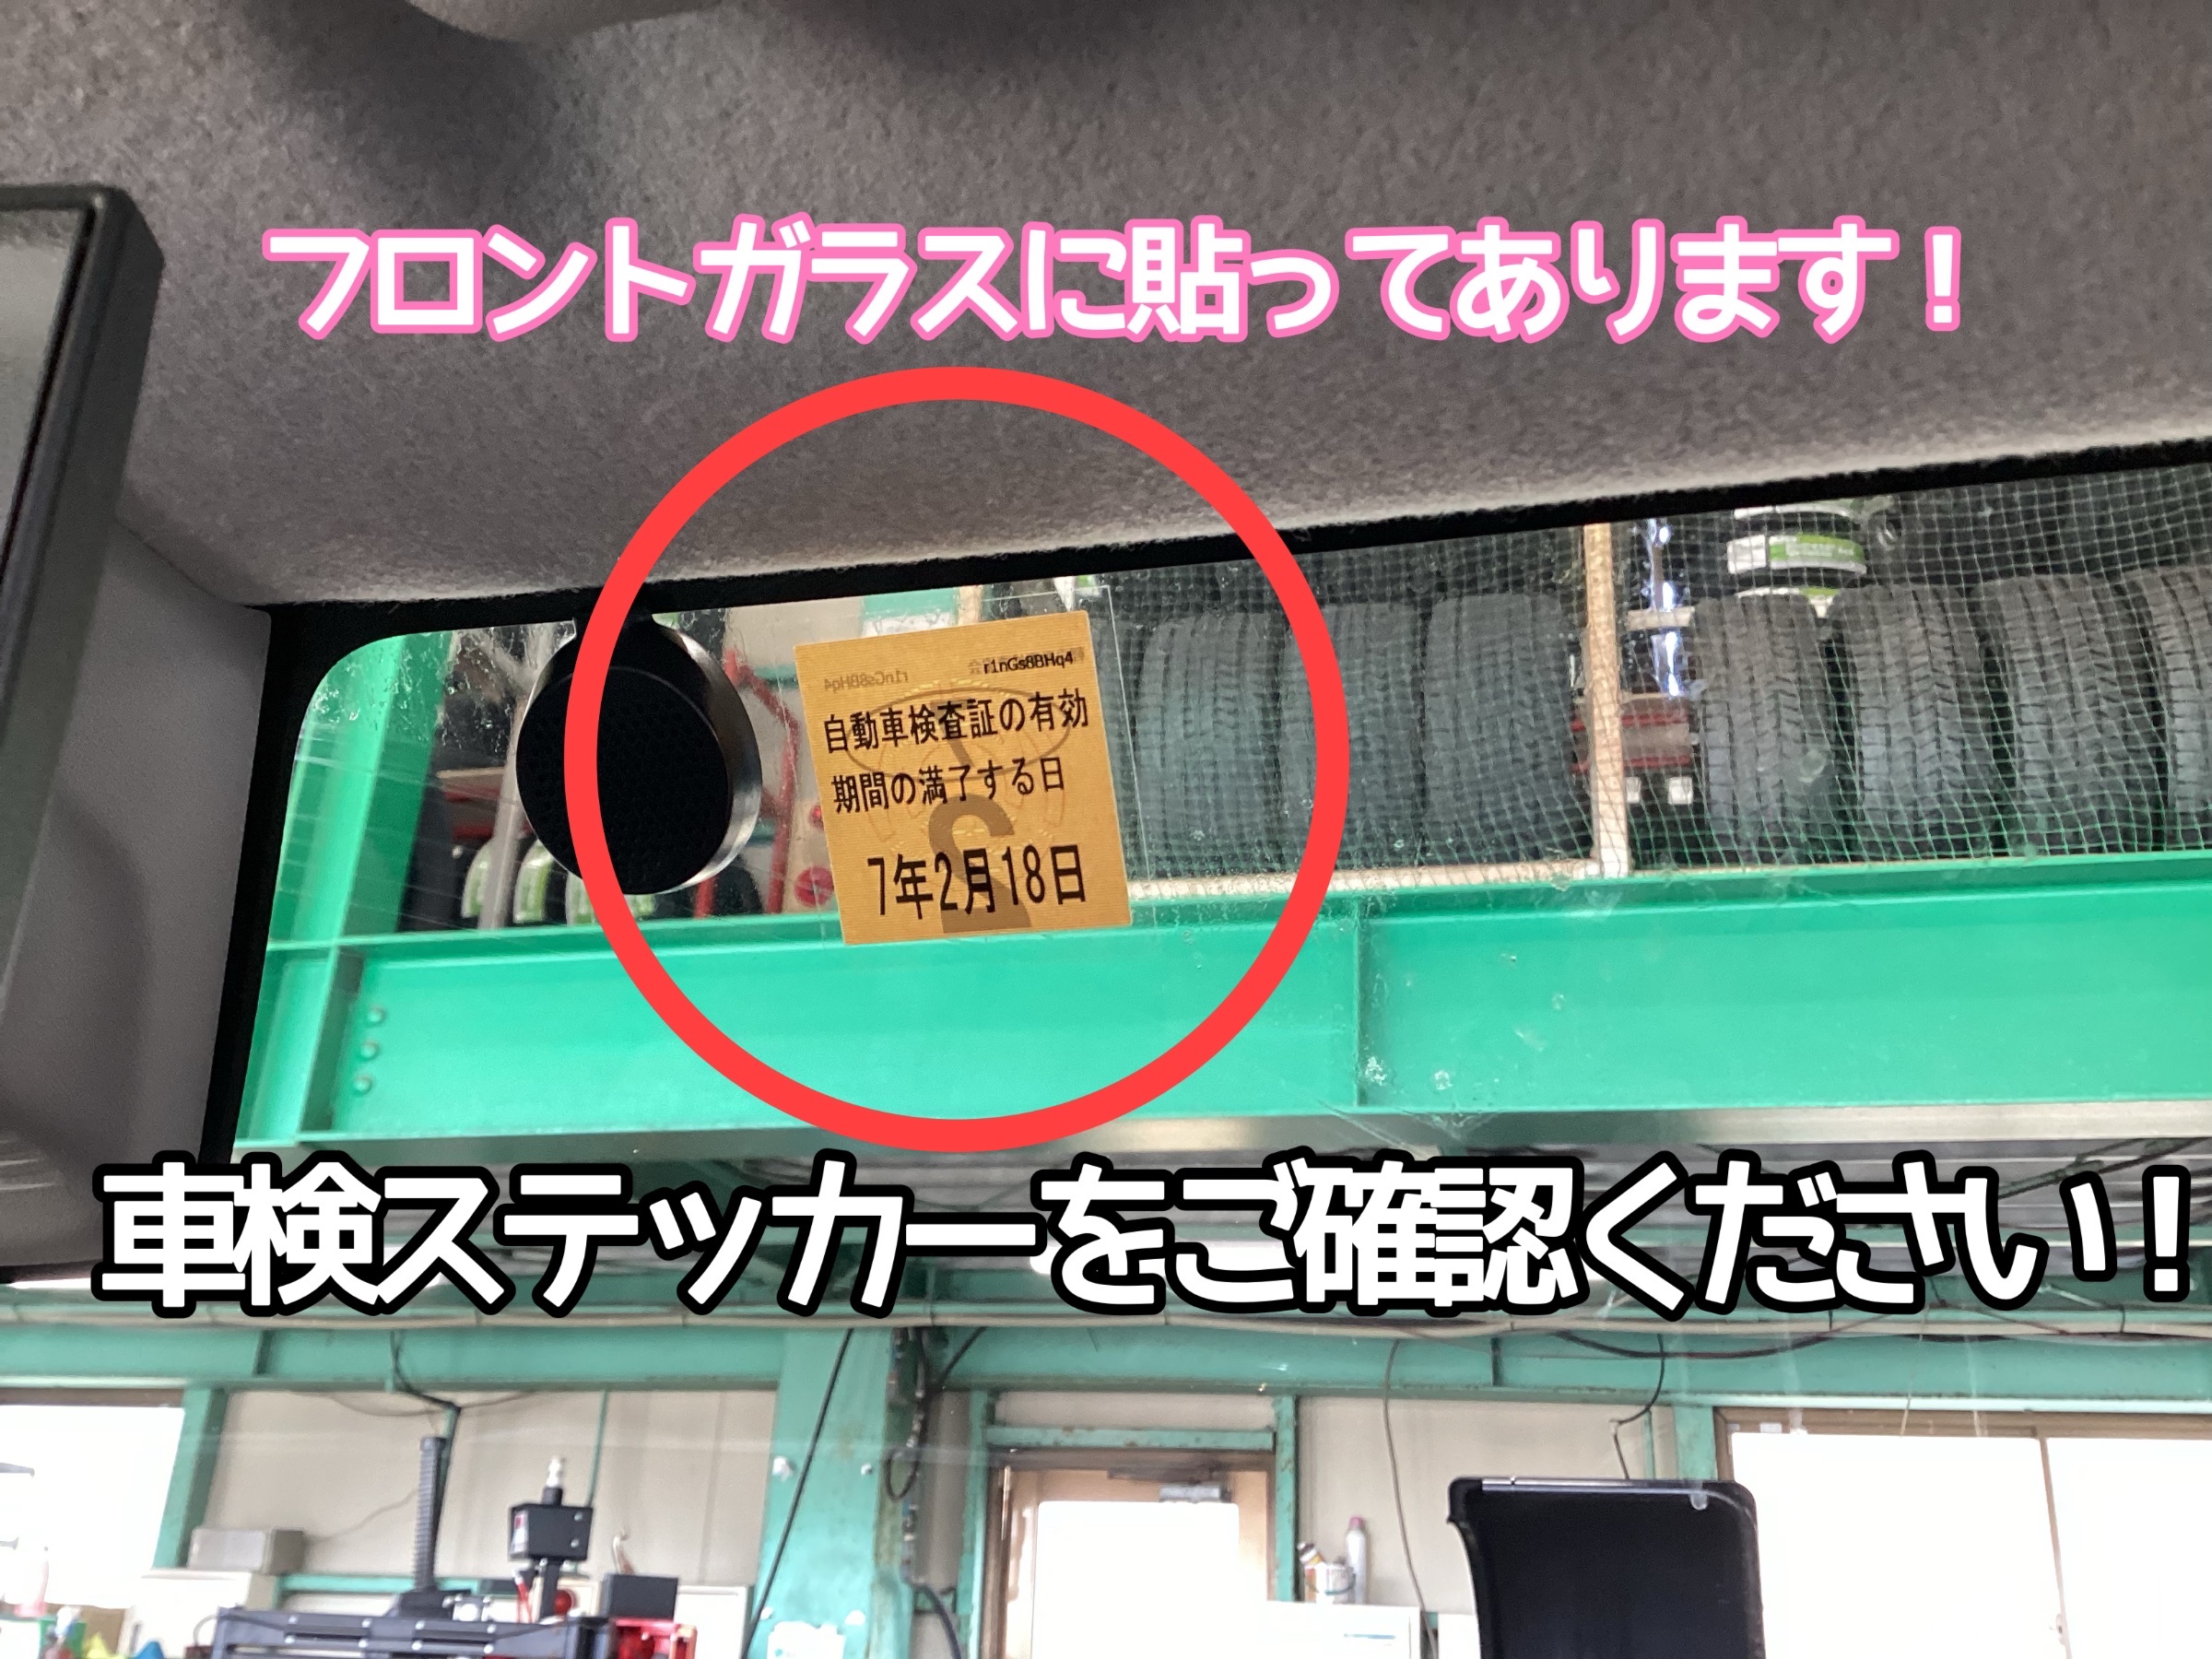 フロントガラスに貼ってあります!
r1nGs8BHq4
自動車検査証の有効
期間の満了する日
7年2月18日
2
車検ステッカーをご確認ください!